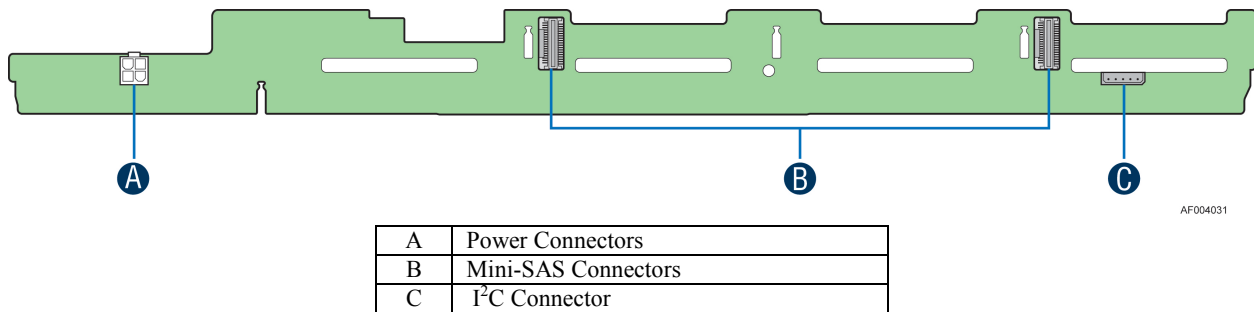 A
B
C
AF004031
A Power Connectors
B Mini-SAS Connectors
C I²C Connector